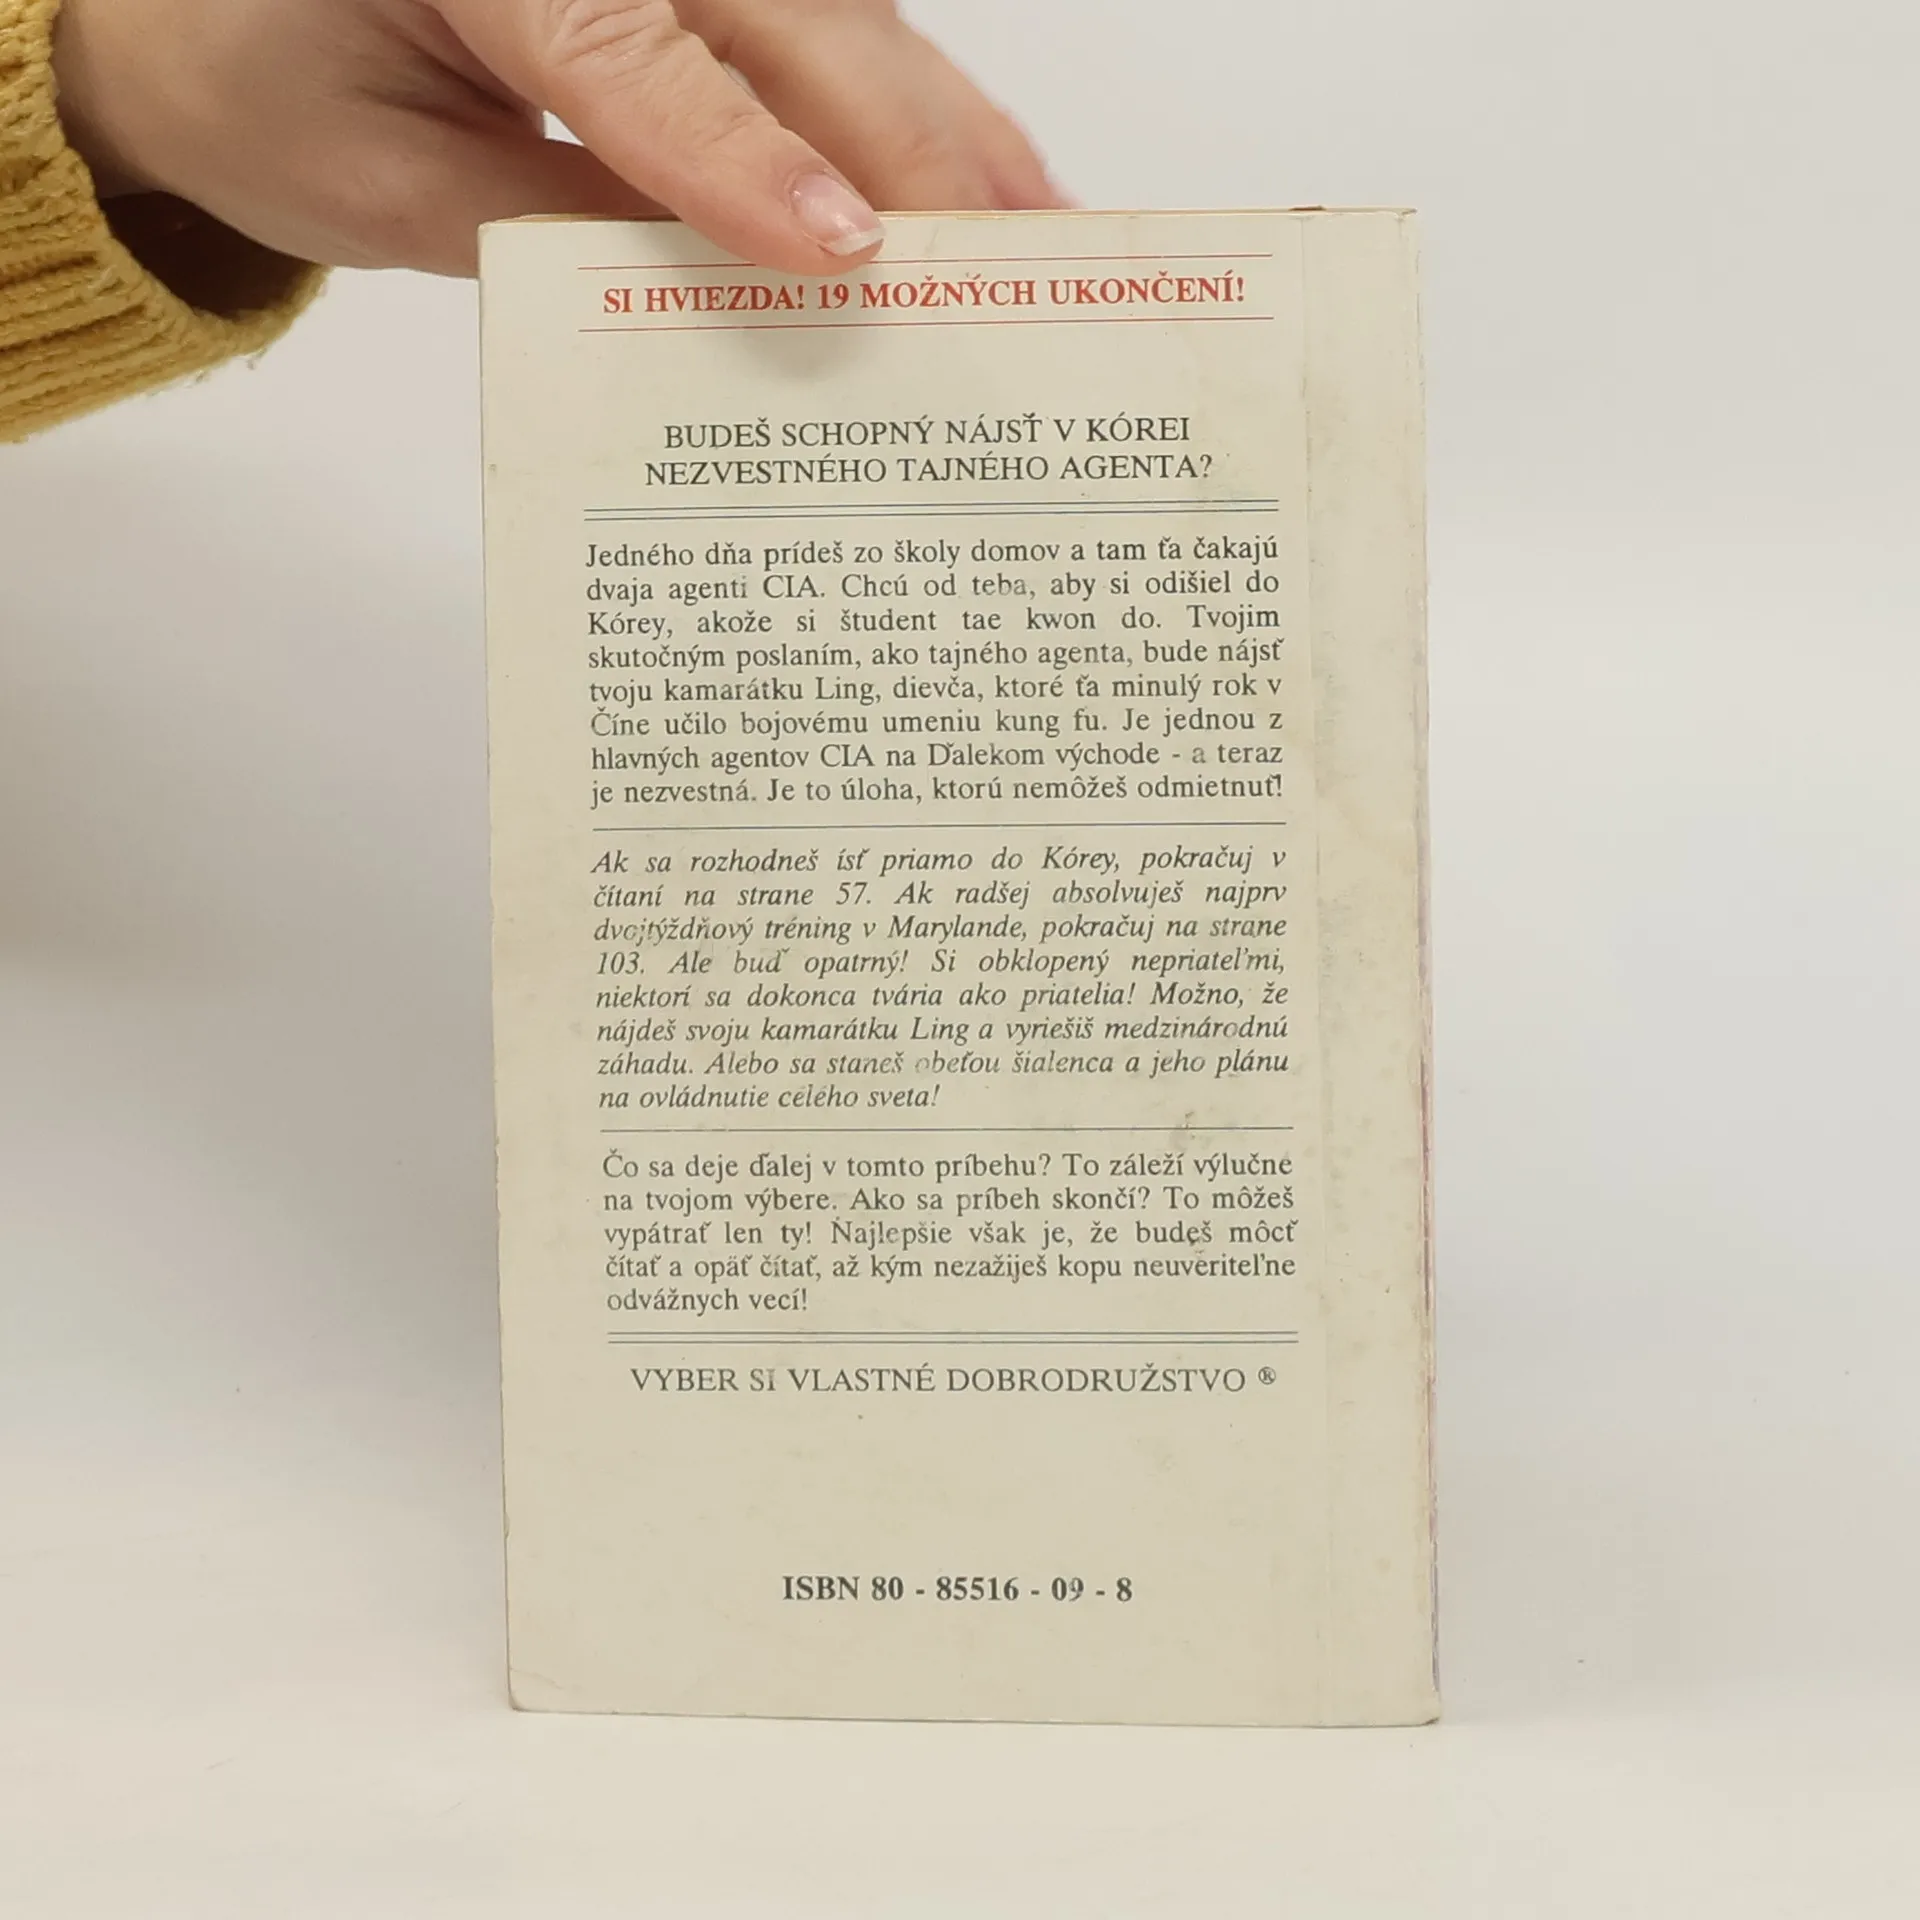 SI HVIEZDA! 19 MOŽNÝCH UKONČENÍ!
BUDEŠ SCHOPNÝ NÁJSŤ V KÓREI
NEZVESTNÉHO TAJNÉHO AGENTA?
Jedného dňa prídeš zo školy domov a tam ťa čakajú
dvaja agenti CIA. Chcú od teba, aby si odišiel do
Kórey, akože si študent tae kwon do. Tvojim
skutočným poslaním, ako tajného agenta, bude nájsť
tvoju kamarátku Ling, dievča, ktoré ťa minulý rok v
Číne učilo bojovému umeniu kung fu. Je jednou z
hlavných agentov CIA na Ďalekom východe - a teraz
je nezvestná. Je to úloha, ktorú nemôžeš odmietnuť!
Ak sa rozhodneš ísť priamo do Kórey, pokračuj v
čítaní na strane 57. Ak radšej absolvuješ najprv
dvojtýždňový tréning v Marylande, pokračuj na strane
103. Ale buď opatrný! Si obklopený nepriateľmi,
niektorí sa dokonca tvária ako priatelia! Možno, že
nájdeš svoju kamarátku Ling a vyriešiš medzinárodnú
záhadu. Alebo sa staneš obeťou šialenca a jeho plánu
na ovládnutie celého sveta!
Čo sa deje ďalej v tomto príbehu? To záleží výlučne
na tvojom výbere. Ako sa príbeh skončí? To môžeš
vypátrať len ty! Najlepšie však je, že budeš môcť
čítať a opäť čítať, až kým nezažiješ kopu neuveriteľne
odvážnych vecí!
VYBER SI VLASTNÉ DOBRODRUŽSTVO ®
ISBN 80 - 85516 - 09 - 8